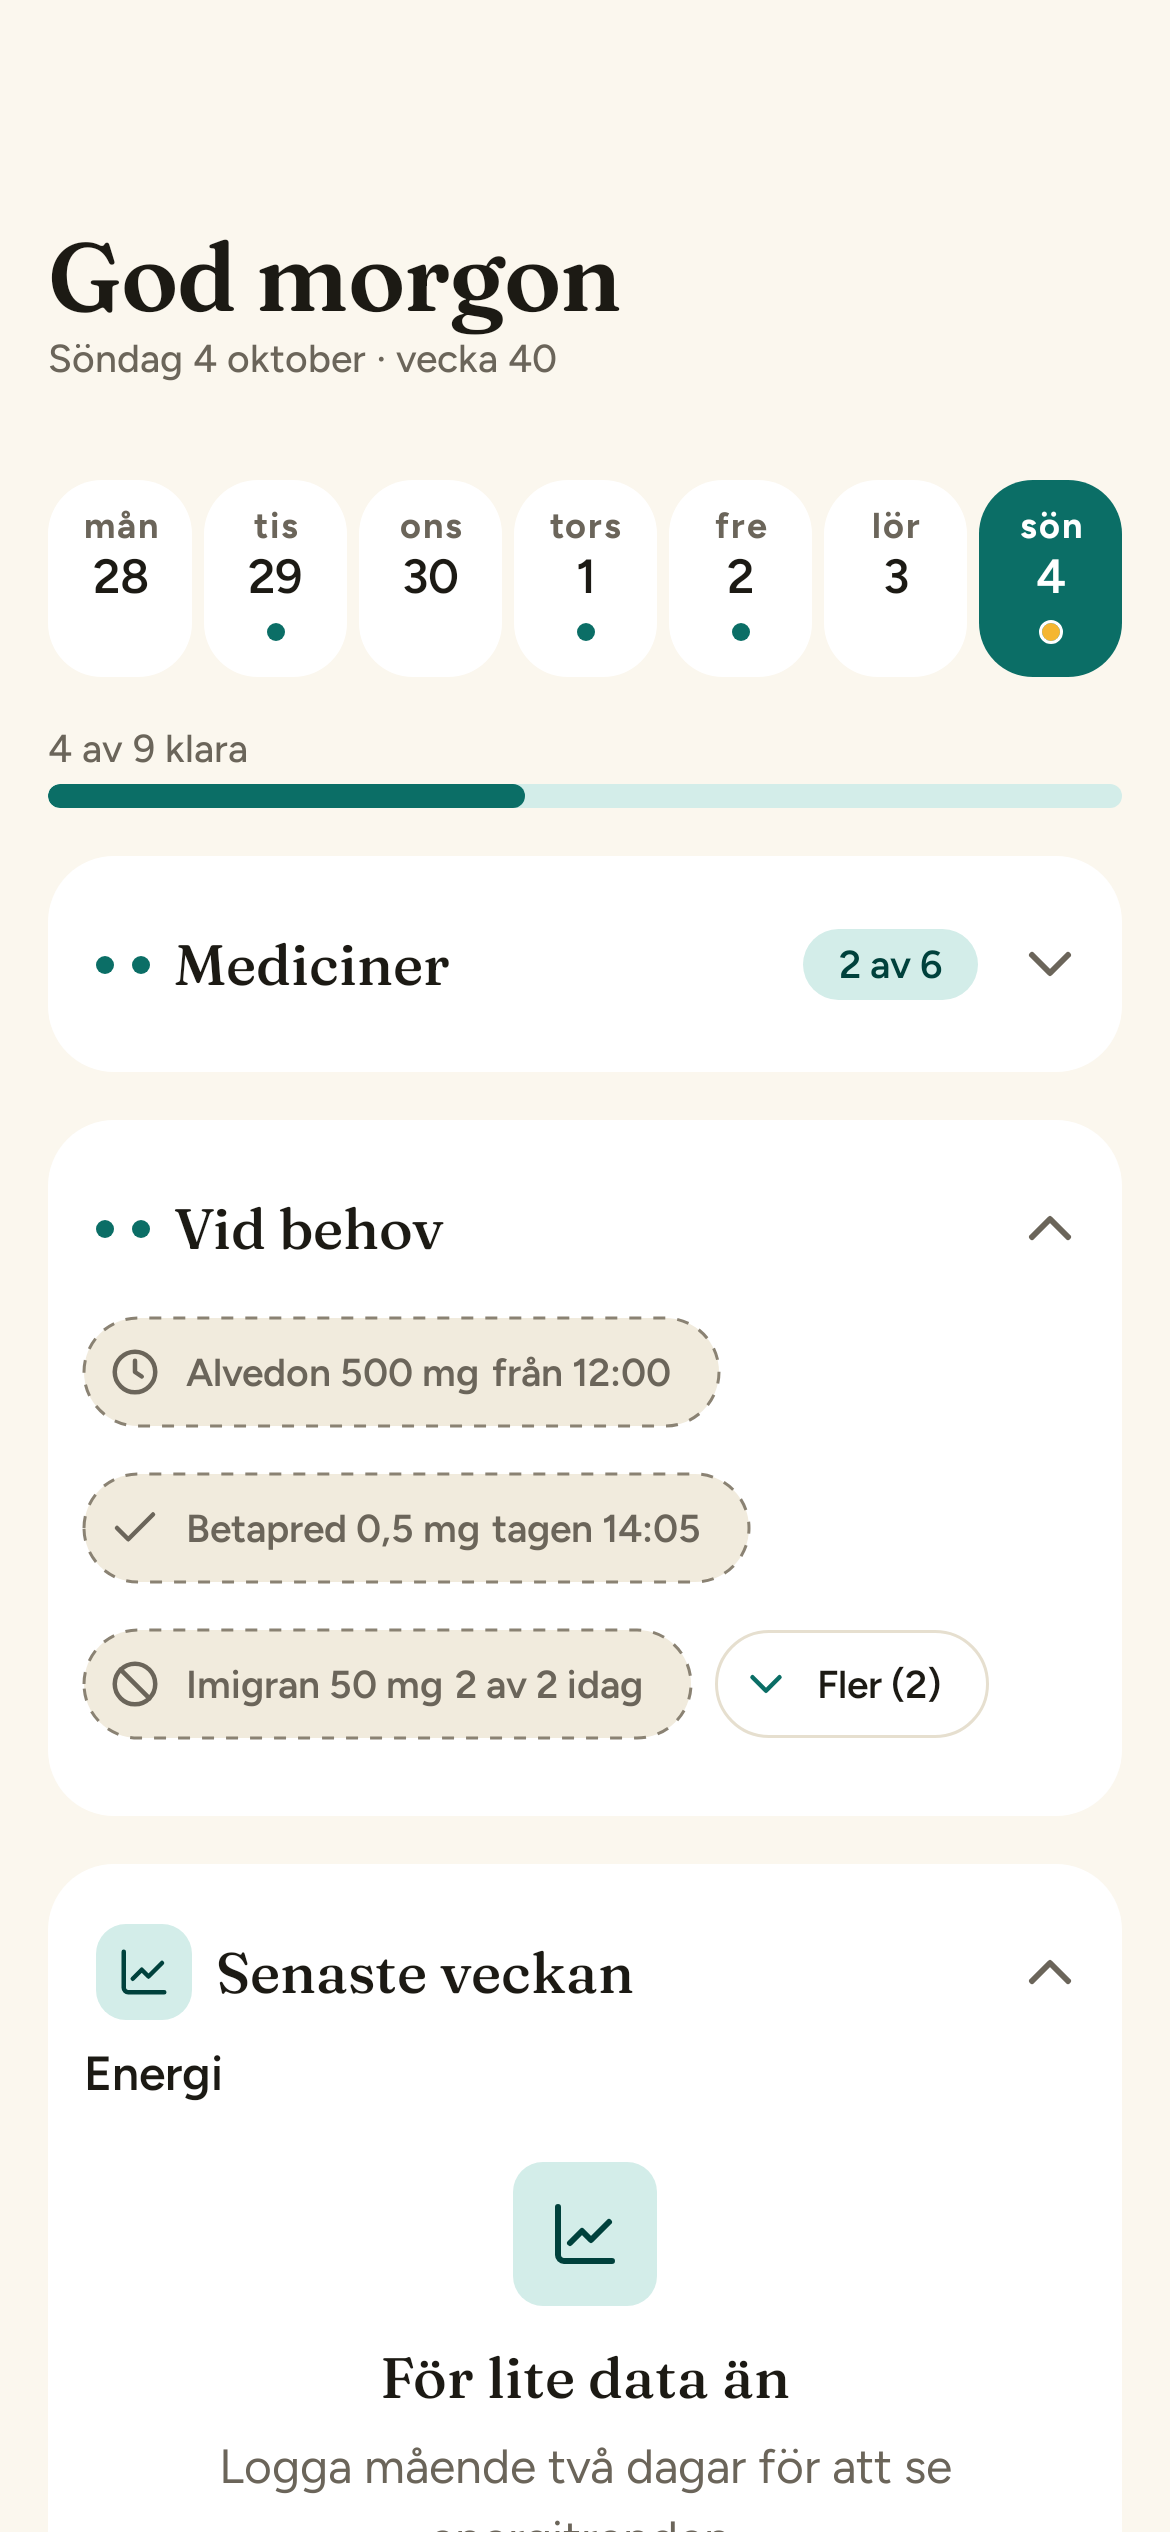 God morgon
Söndag 4 oktober · vecka 40
mån tis ons tors fre lör sön
28 29 30 1 2 3 4
4 av 9 klara
Mediciner 2 av 6
Vid behov
Alvedon 500 mg från 12:00
Betapred 0,5 mg tagen 14:05
Imigran 50 mg 2 av 2 idag Fler (2)
Senaste veckan
Energi
För lite data än
Logga mående två dagar för att se